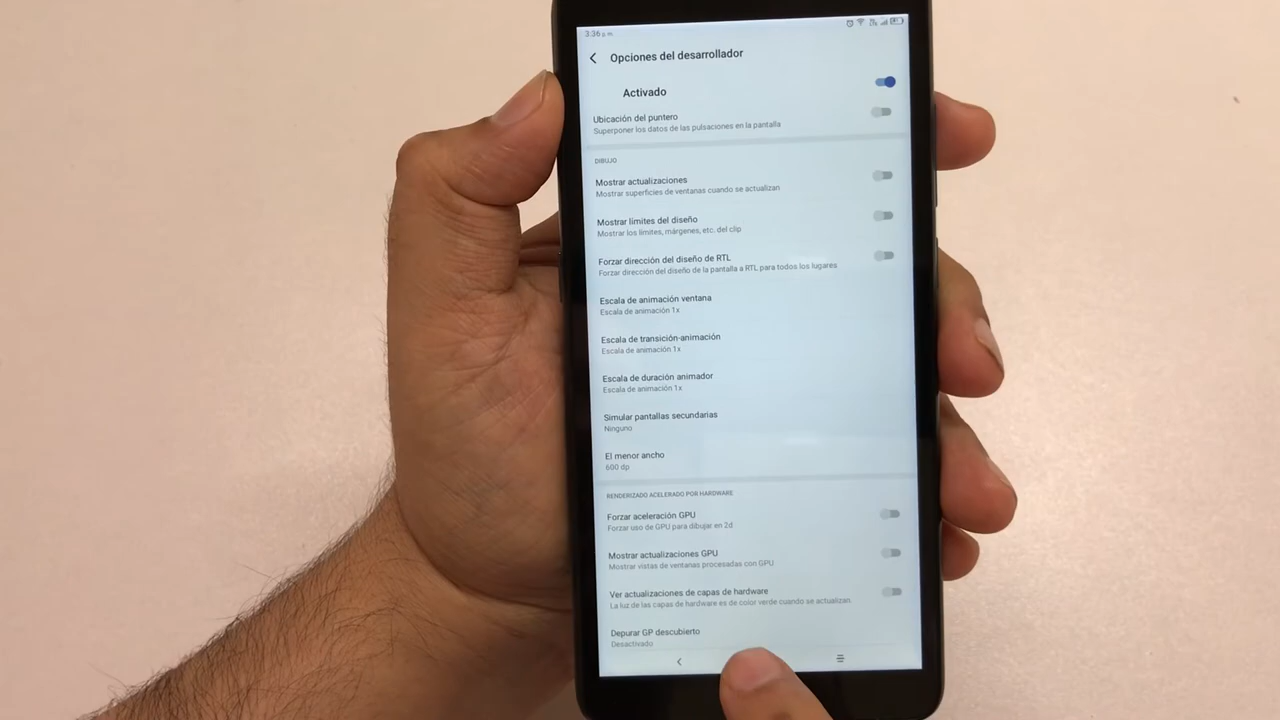 3:36 p.m.
Opciones del desarrollador
Activado
Ubicación del puntero
Superponer los datos de las pulsaciones en la pantalla
DIBUJO
Mostrar actualizaciones
Mostrar superficies de ventanas cuando se actualizan
Mostrar límites del diseño
Mostrar los límites, márgenes, etc. del clip
Forzar dirección del diseño de RTL
Forzar dirección del diseño de la pantalla a RTL para todos los lugares
Escala de animación ventana
Escala de animación 1x
Escala de transición-animación
Escala de animación 1x
Escala de duración animador
Escala de animación 1x
Simular pantallas secundarias
Ninguno
El menor ancho
600 dp
RENDERIZADO ACELERADO POR HARDWARE
Forzar aceleración GPU
Forzar uso de GPU para dibujar en 2d
Mostrar actualizaciones GPU
Mostrar vistas de ventanas procesadas con GPU
Ver actualizaciones de capas de hardware
La luz de las capas de hardware es de color verde cuando se actualizan
Depurar GP descubierto
Desactivado